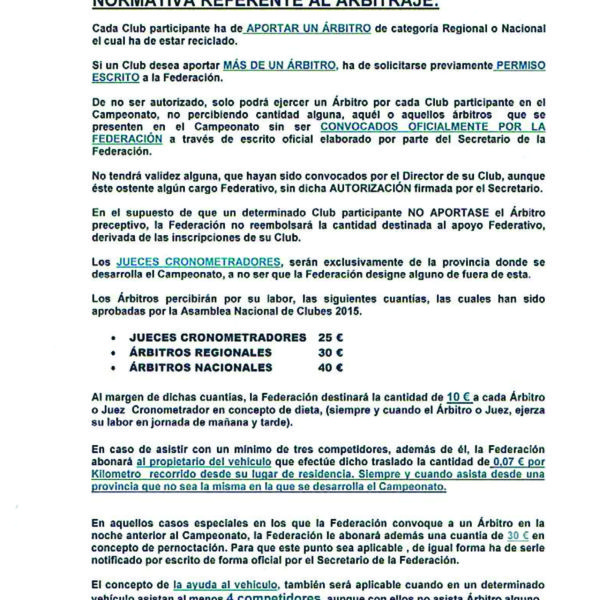 NORMATIVA REFERENTE AL ARBITRAJE:
Cada Club participante ha de APORTAR UN ÁRBITRO de categoría Regional o Nacional
el cual ha de estar reciclado.
Si un Club desea aportar MÁS DE UN ÁRBITRO, ha de solicitarse previamente PERMISO
ESCRITO a la Federación.
De no ser autorizado, solo podrá ejercer un Árbitro por cada Club participante en el
Campeonato, no percibiendo cantidad alguna, aquél o aquellos árbitros que se
presenten en el Campeonato sin ser CONVOCADOS OFICIALMENTE POR LA
FEDERACIÓN a través de escrito oficial elaborado por parte del Secretario de la
Federación.
No tendrá validez alguna, que hayan sido convocados por el Director de su Club, aunque
éste ostente algún cargo Federativo, sin dicha AUTORIZACIÓN firmada por el Secretario.
En el supuesto de que un determinado Club participante NO APORTASE el Árbitro
preceptivo, la Federación no reembolsará la cantidad destinada al apoyo Federativo,
derivada de las inscripciones de su Club.
Los JUECES CRONOMETRADORES, serán exclusivamente de la provincia donde se
desarrolla el Campeonato, a no ser que la Federación designe alguno de fuera de esta.
Los Árbitros percibirán por su labor, las siguientes cuantías, las cuales han sido
aprobadas por la Asamblea Nacional de Clubes 2015.
• JUECES CRONOMETRADORES 25 €
• ÁRBITROS REGIONALES 30 €
• ÁRBITROS NACIONALES 40 €
Al margen de dichas cuantías, la Federación destinará la cantidad de 10 € a cada Árbitro
o Juez Cronometrador en concepto de dieta, (siempre y cuando el Árbitro o Juez, ejerza
su labor en jornada de mañana y tarde).
En caso de asistir con un mínimo de tres competidores, además de él, la Federación
abonará al propietario del vehículo que efectúe dicho traslado la cantidad de 0,07 € por
Kilometro recorrido desde su lugar de residencia. Siempre y cuando asista desde una
provincia que no sea la misma en la que se desarrolla el Campeonato.
En aquellos casos especiales en los que la Federación convoque a un Árbitro en la
noche anterior al Campeonato, la Federación le abonará además una cuantia de 30 € en
concepto de pernoctación. Para que este punto sea aplicable , de igual forma ha de serle
notificado por escrito de forma oficial por el Secretario de la Federación.
El concepto de la ayuda al vehículo, también será aplicable cuando en un determinado
vehículo asistan al menos 4 competidores, aunque con ellos no asista Árbitro alguno.